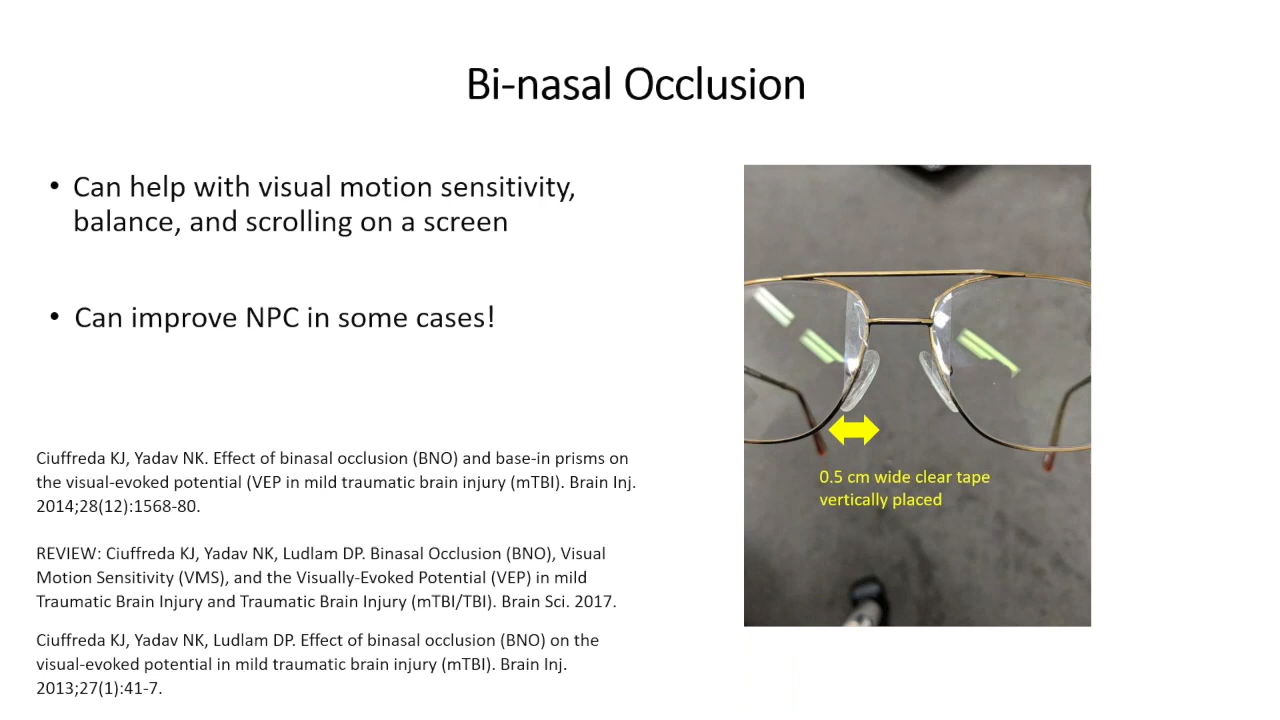 Bi-nasal Occlusion
• Can help with visual motion sensitivity,
balance, and scrolling on a screen
• Can improve NPC in some cases!
Ciuffreda KJ, Yadav NK. Effect of binasal occlusion (BNO) and base-in prisms on
the visual-evoked potential (VEP in mild traumatic brain injury (mTBI). Brain Inj.
2014;28(12):1568-80.
REVIEW: Ciuffreda KJ, Yadav NK, Ludlam DP. Binasal Occlusion (BNO), Visual
Motion Sensitivity (VMS), and the Visually-Evoked Potential (VEP) in mild
Traumatic Brain Injury and Traumatic Brain Injury (mTBI/TBI). Brain Sci. 2017.
Ciuffreda KJ, Yadav NK, Ludlam DP. Effect of binasal occlusion (BNO) on the
visual-evoked potential in mild traumatic brain injury (mTBI). Brain Inj.
2013;27(1):41-7.
0.5 cm wide clear tape
vertically placed